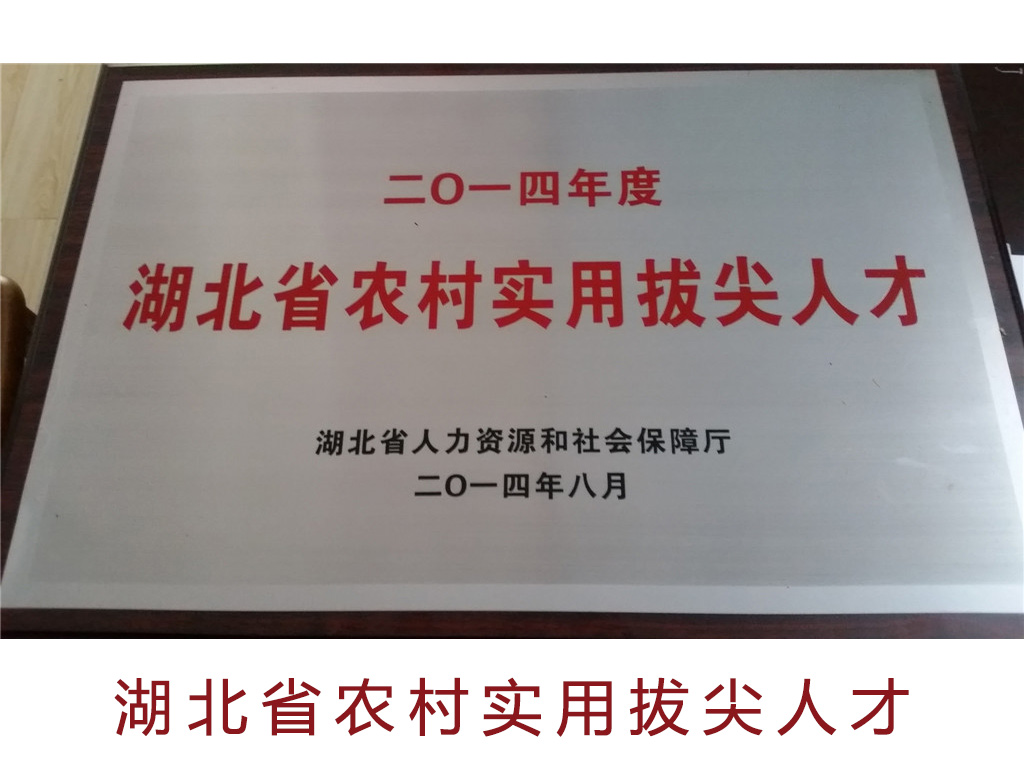 二O一四年度
湖北省农村实用拔尖人才
湖北省人力资源和社会保障厅
二O一四年八月
湖北省农村实用拔尖人才